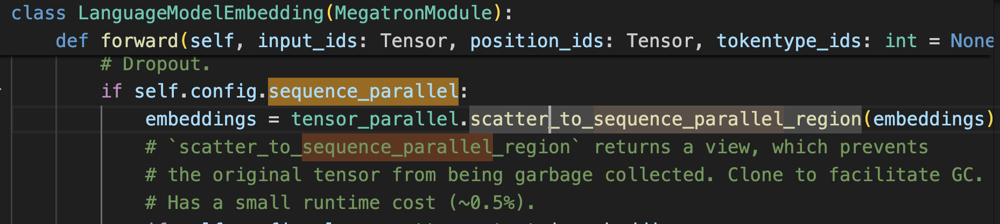 class LanguageModelEmbedding(MegatronModule):
def forward(self, input_ids: Tensor, position_ids: Tensor, tokentype_ids: int = None
# Dropout.
if self.config.sequence_parallel:
embeddings = tensor_parallel.scatter_to_sequence_parallel_region(embeddings)
# `scatter_to_sequence_parallel_region` returns a view, which prevents
# the original tensor from being garbage collected. Clone to facilitate GC.
# Has a small runtime cost (~0.5%).